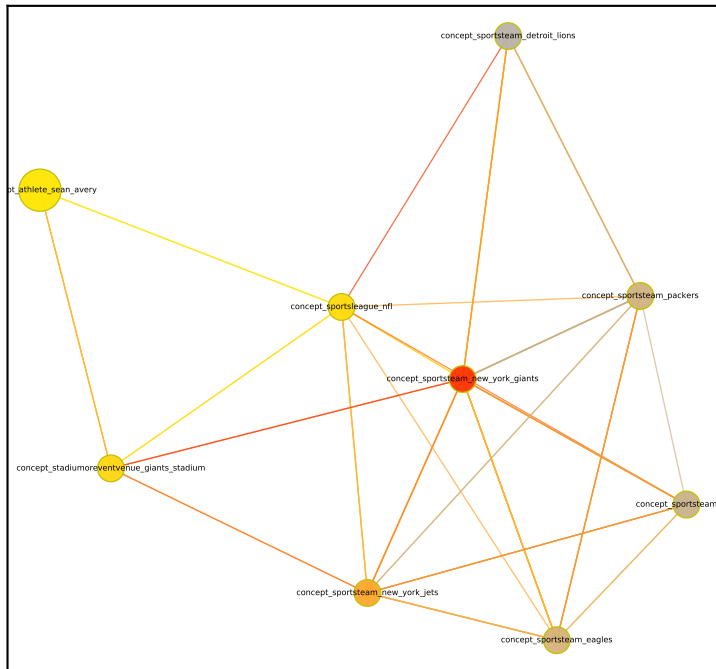 concept_sportsteam_detroit_lions
pt_athlete_sean_avery
concept_sportsteam_packers
concept_sportsleague_nfl
concept_sportsteam_new_york_giants
concept_stadiumoreventvenue_giants_stadium
concept_sportsteam
concept_sportsteam_new_york_jets
concept_sportsteam_eagles